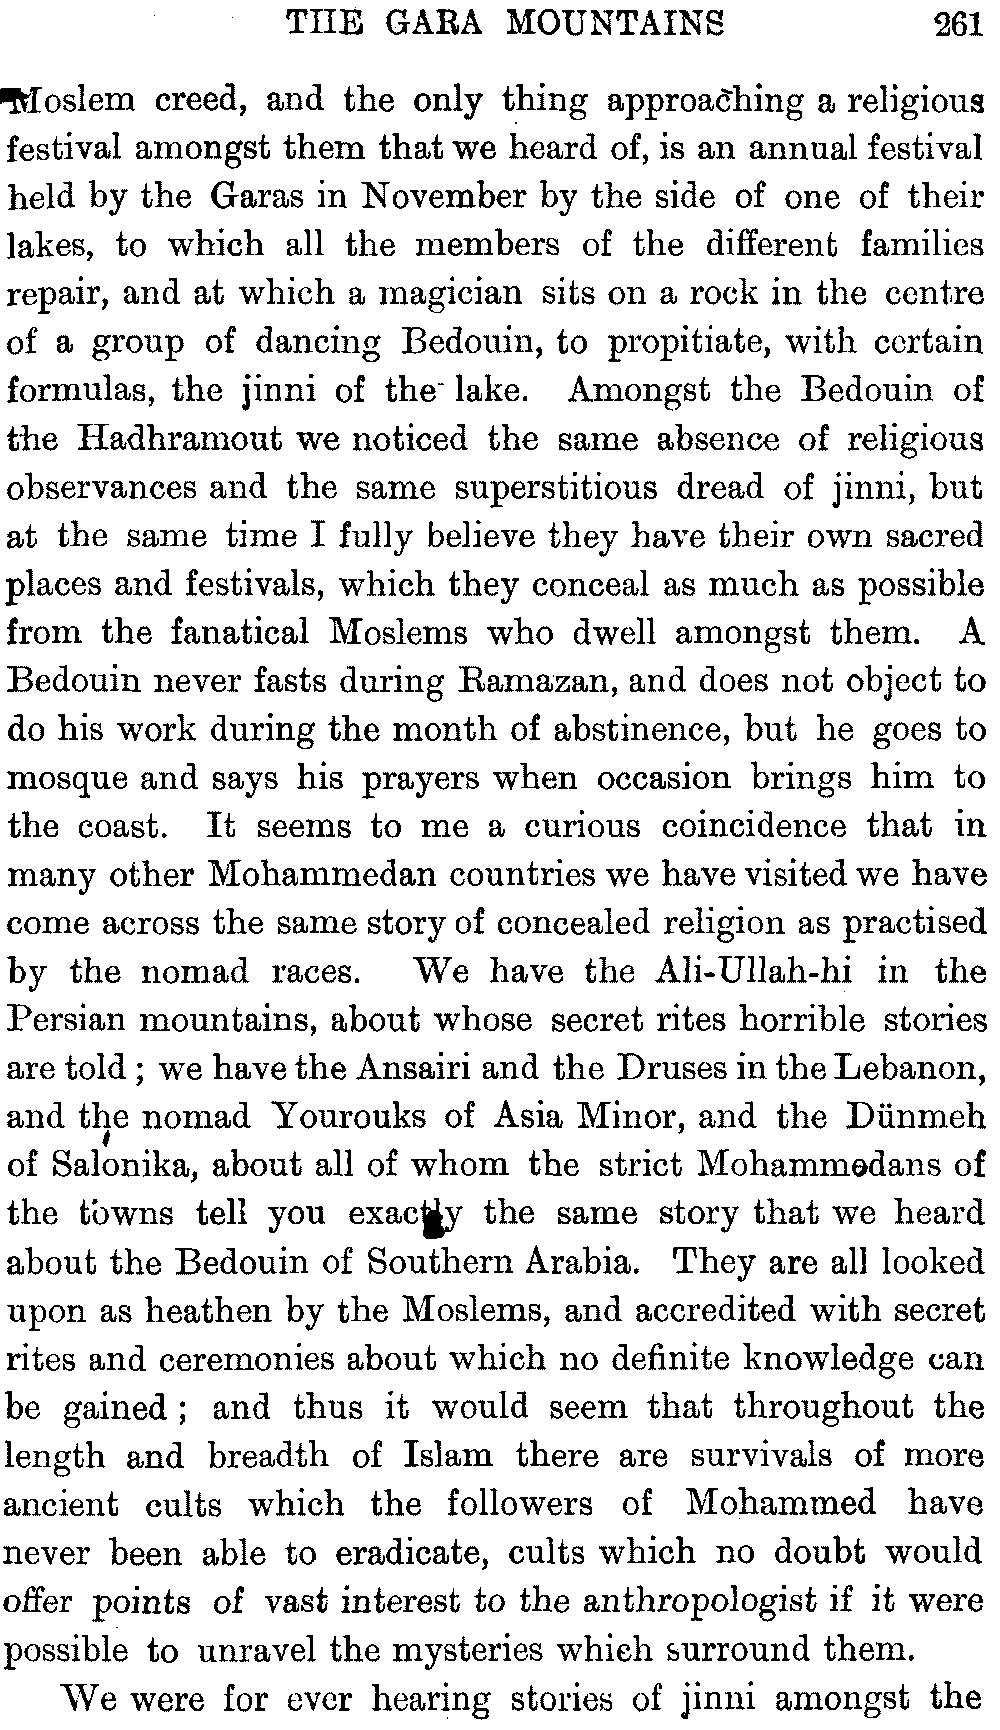 THE GARA MOUNTAINS 261
Moslem creed, and the only thing approaching a religious
festival amongst them that we heard of, is an annual festival
held by the Garas in November by the side of one of their
lakes, to which all the members of the different families
repair, and at which a magician sits on a rock in the centre
of a group of dancing Bedouin, to propitiate, with certain
formulas, the jinni of the lake. Amongst the Bedouin of
the Hadhramout we noticed the same absence of religious
observances and the same superstitious dread of jinni, but
at the same time I fully believe they have their own sacred
places and festivals, which they conceal as much as possible
from the fanatical Moslems who dwell amongst them. A
Bedouin never fasts during Ramazan, and does not object to
do his work during the month of abstinence, but he goes to
mosque and says his prayers when occasion brings him to
the coast. It seems to me a curious coincidence that in
many other Mohammedan countries we have visited we have
come across the same story of concealed religion as practised
by the nomad races. We have the Ali-Ullah-hi in the
Persian mountains, about whose secret rites horrible stories
are told ; we have the Ansairi and the Druses in the Lebanon,
and the nomad Yourouks of Asia Minor, and the Dünmeh
of Salonika, about all of whom the strict Mohammedans of
the towns tell you exactly the same story that we heard
about the Bedouin of Southern Arabia. They are all looked
upon as heathen by the Moslems, and accredited with secret
rites and ceremonies about which no definite knowledge can
be gained ; and thus it would seem that throughout the
length and breadth of Islam there are survivals of more
ancient cults which the followers of Mohammed have
never been able to eradicate, cults which no doubt would
offer points of vast interest to the anthropologist if it were
possible to unravel the mysteries which surround them.
We were for ever hearing stories of jinni amongst the